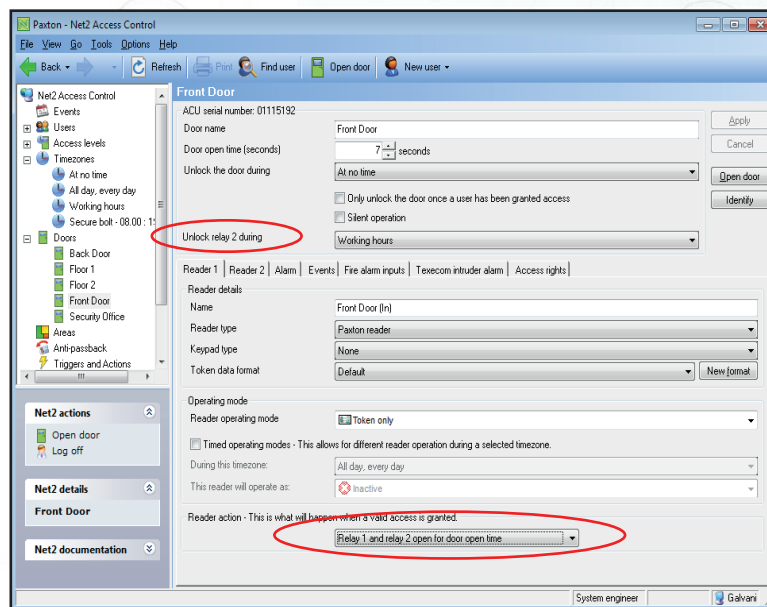 Paxton - Net2 Access Control
File View Go Tools Options Help
Back Refresh Print Find user Open door New user
Net2 Access Control
Events
Users
Access levels
Timezones
At no time
All day, every day
Working hours
Secure bolt - 08.00 : 1
Doors
Back Door
Floor 1
Floor 2
Front Door
Security Office
Areas
Anti-passback
Triggers and Actions
Net2 actions
Open door
Log off
Net2 details
Front Door
Net2 documentation
Front Door
ACU serial number: 01115192
Door name Front Door
Door open time (seconds) 7 seconds
Unlock the door during At no time
Only unlock the door once a user has been granted access
Silent operation
Unlock relay 2 during Working hours
Apply
Cancel
Open door
Identify
Reader 1 Reader 2 Alarm Events Fire alarm inputs Texecom intruder alarm Access rights
Reader details
Name Front Door (In)
Reader type Paxton reader
Keypad type None
Token data format Default New format
Operating mode
Reader operating mode Token only
Timed operating modes - This allows for different reader operation during a selected timezone.
During this timezone: All day, every day
This reader will operate as: Inactive
Reader action - This is what will happen when a valid access is granted.
Relay 1 and relay 2 open for door open time
System engineer Galvani